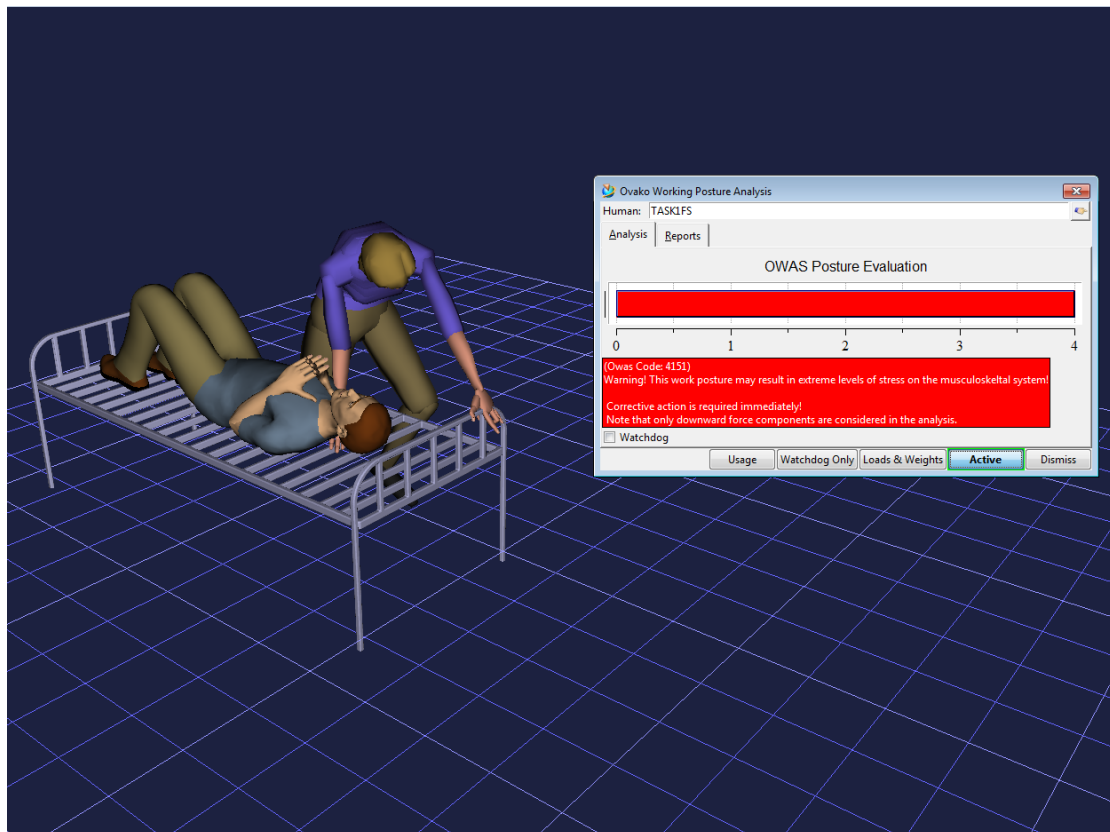 Ovako Working Posture Analysis
Human: TASK1FS
Analysis Reports
OWAS Posture Evaluation
0 1 2 3 4
(Owas Code: 4151)
Warning! This work posture may result in extreme levels of stress on the musculoskeltal system!
Corrective action is required immediately!
Note that only downward force components are considered in the analysis.
Watchdog
Usage Watchdog Only Loads & Weights Active Dismiss